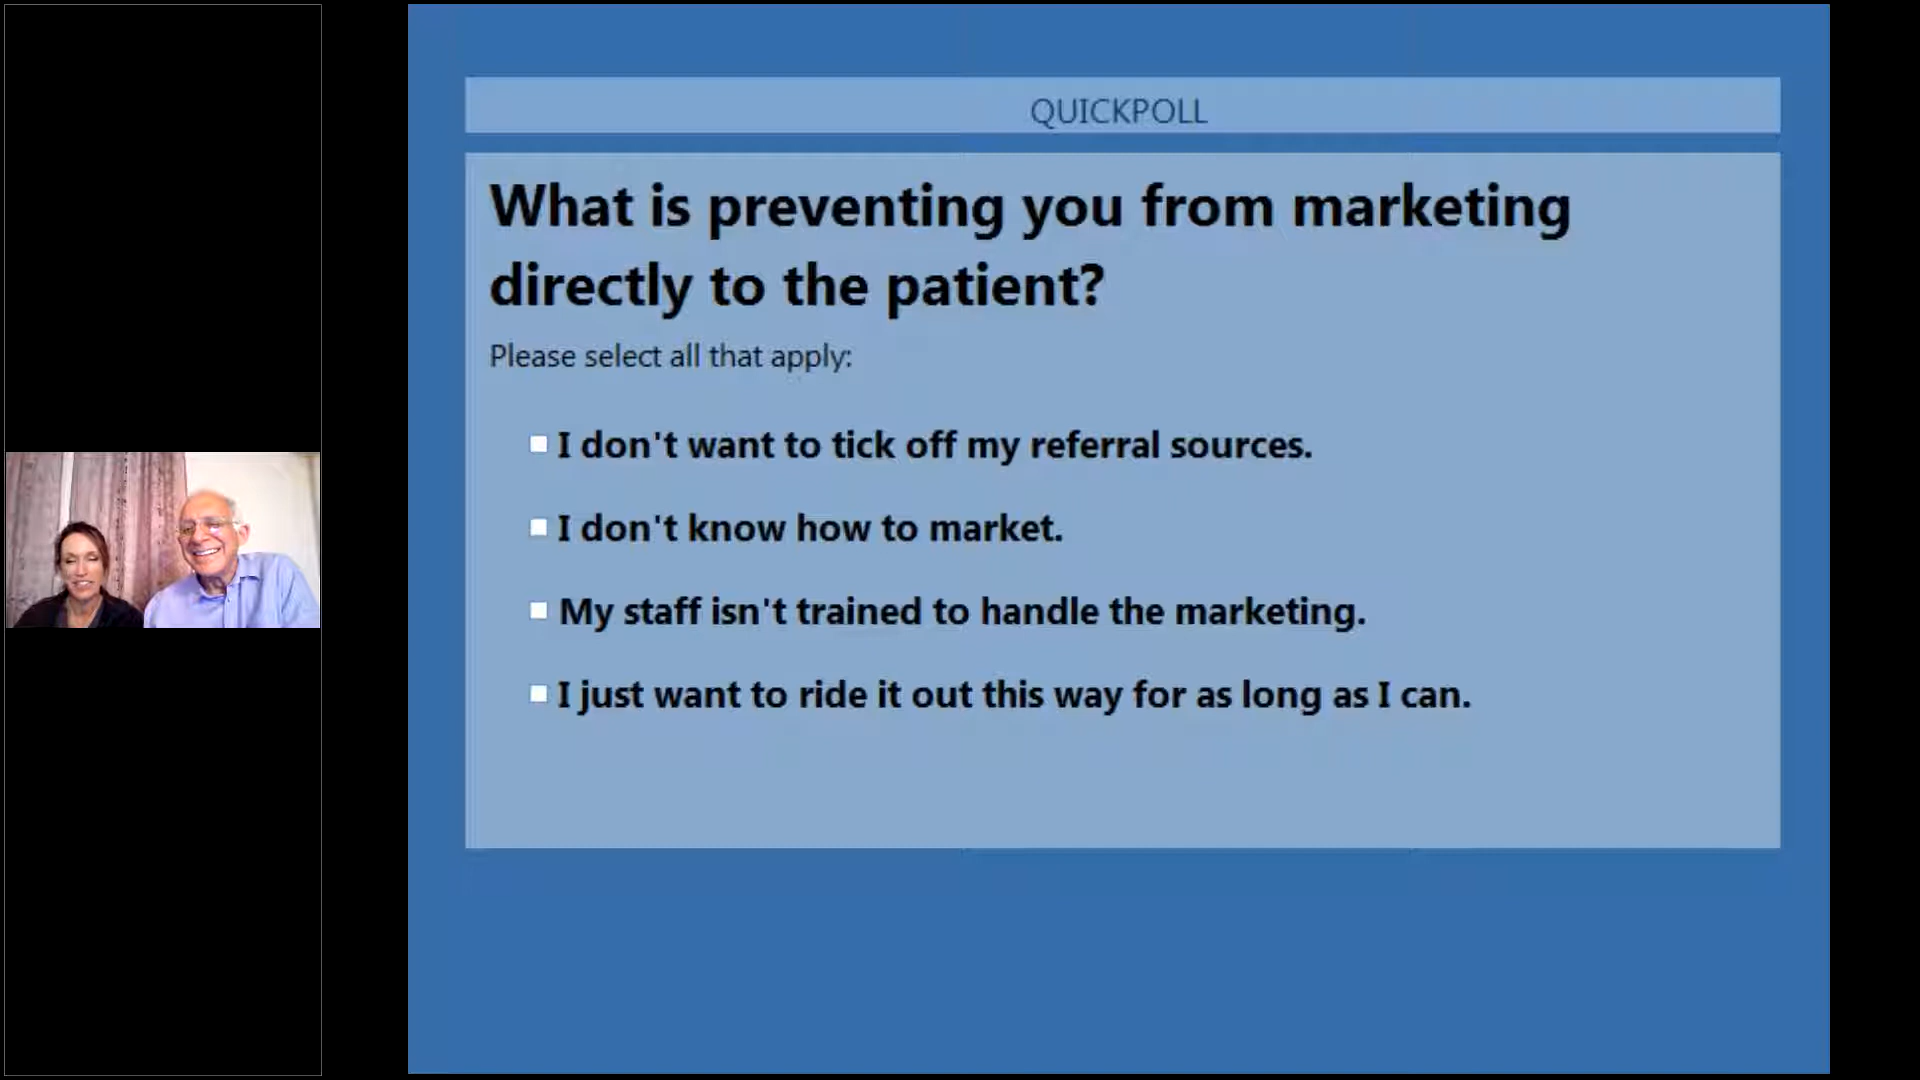 QUICKPOLL
What is preventing you from marketing
directly to the patient?
Please select all that apply:
I don't want to tick off my referral sources.
I don't know how to market.
My staff isn't trained to handle the marketing.
I just want to ride it out this way for as long as I can.